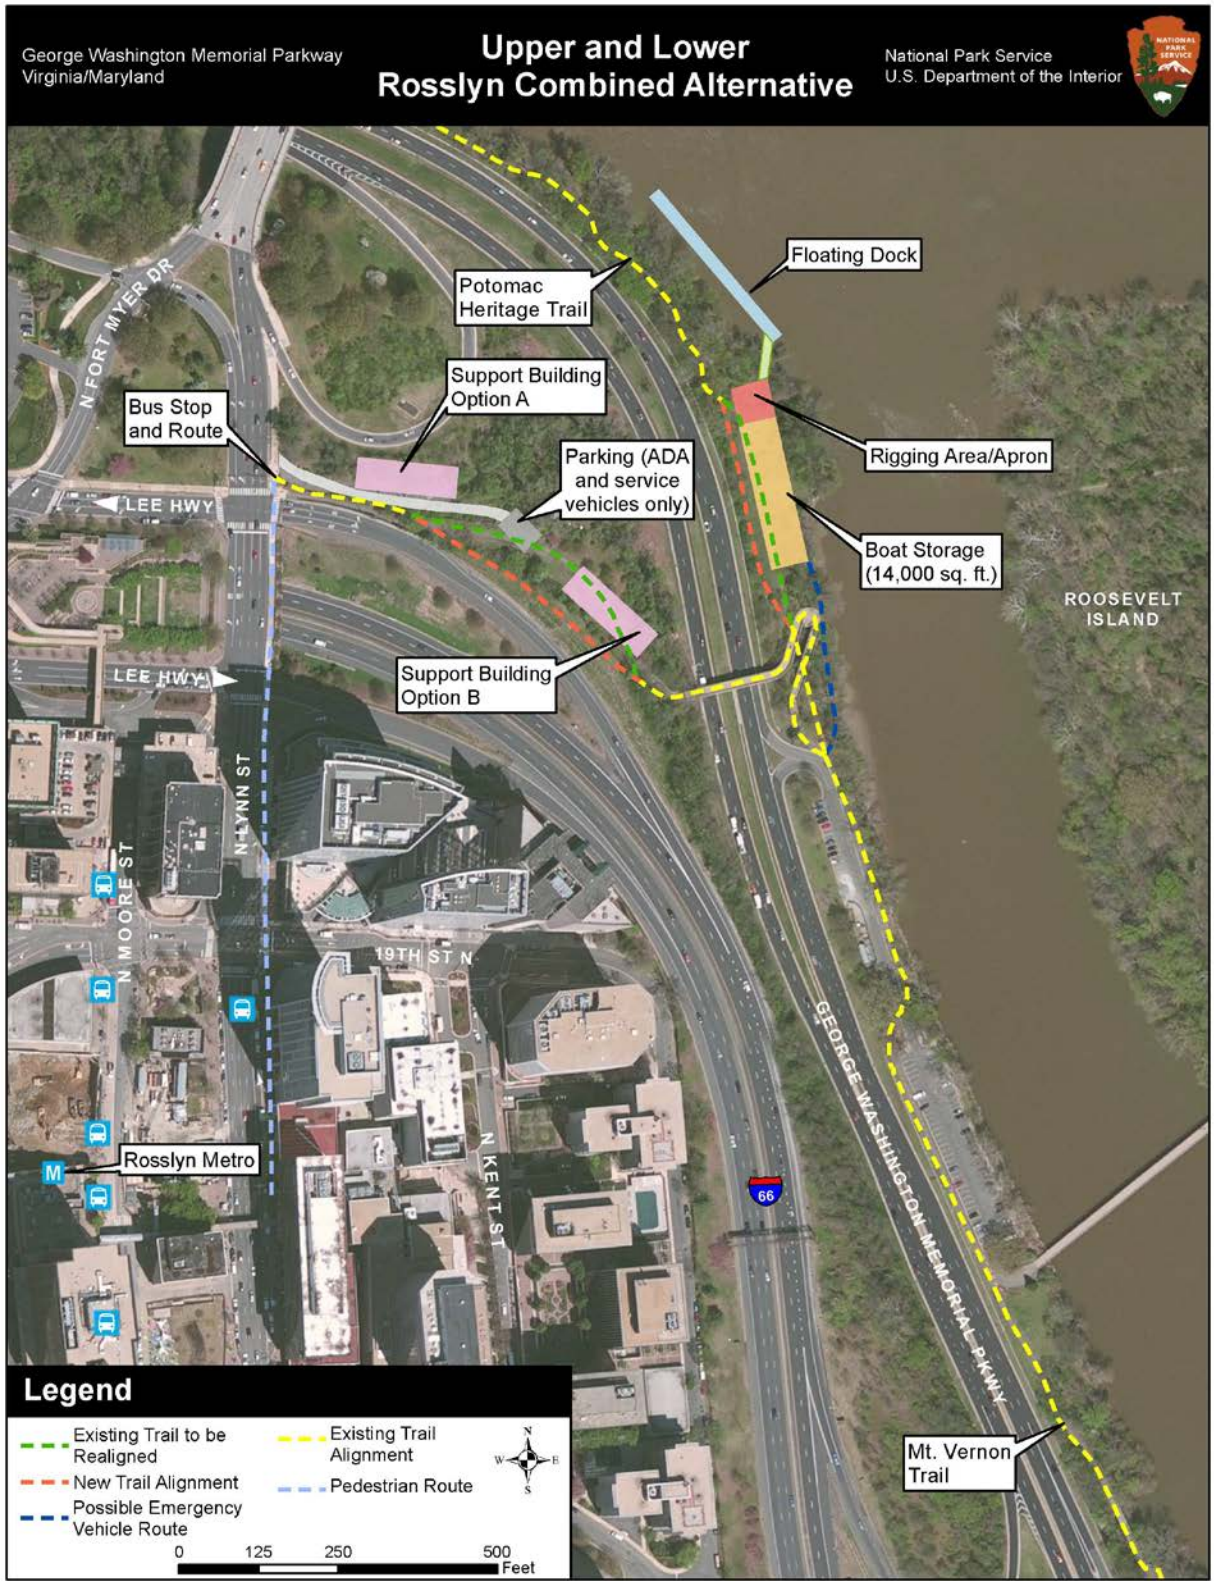 George Washington Memorial Parkway
Virginia/Maryland
Upper and Lower
Rosslyn Combined Alternative
National Park Service
U.S. Department of the Interior
NATIONAL
PARK
SERVICE
Floating Dock
Potomac
Heritage Trail
N FORT MYER DR
Support Building
Option A
Bus Stop
and Route
Parking (ADA
and service
vehicles only)
Rigging Area/Apron
LEE HWY
Boat Storage
(14,000 sq. ft.)
ROOSEVELT
ISLAND
Support Building
Option B
LEE HWY
N LYNN ST
N MOORE ST
19TH ST N
GEORGE WASHINGTON MEMORIAL PKWY
N KENT ST
Rosslyn Metro
M
66
Mt. Vernon
Trail
Legend
Existing Trail to be
Realigned
New Trail Alignment
Possible Emergency
Vehicle Route
Existing Trail
Alignment
Pedestrian Route
N
W E
S
0 125 250 500
Feet